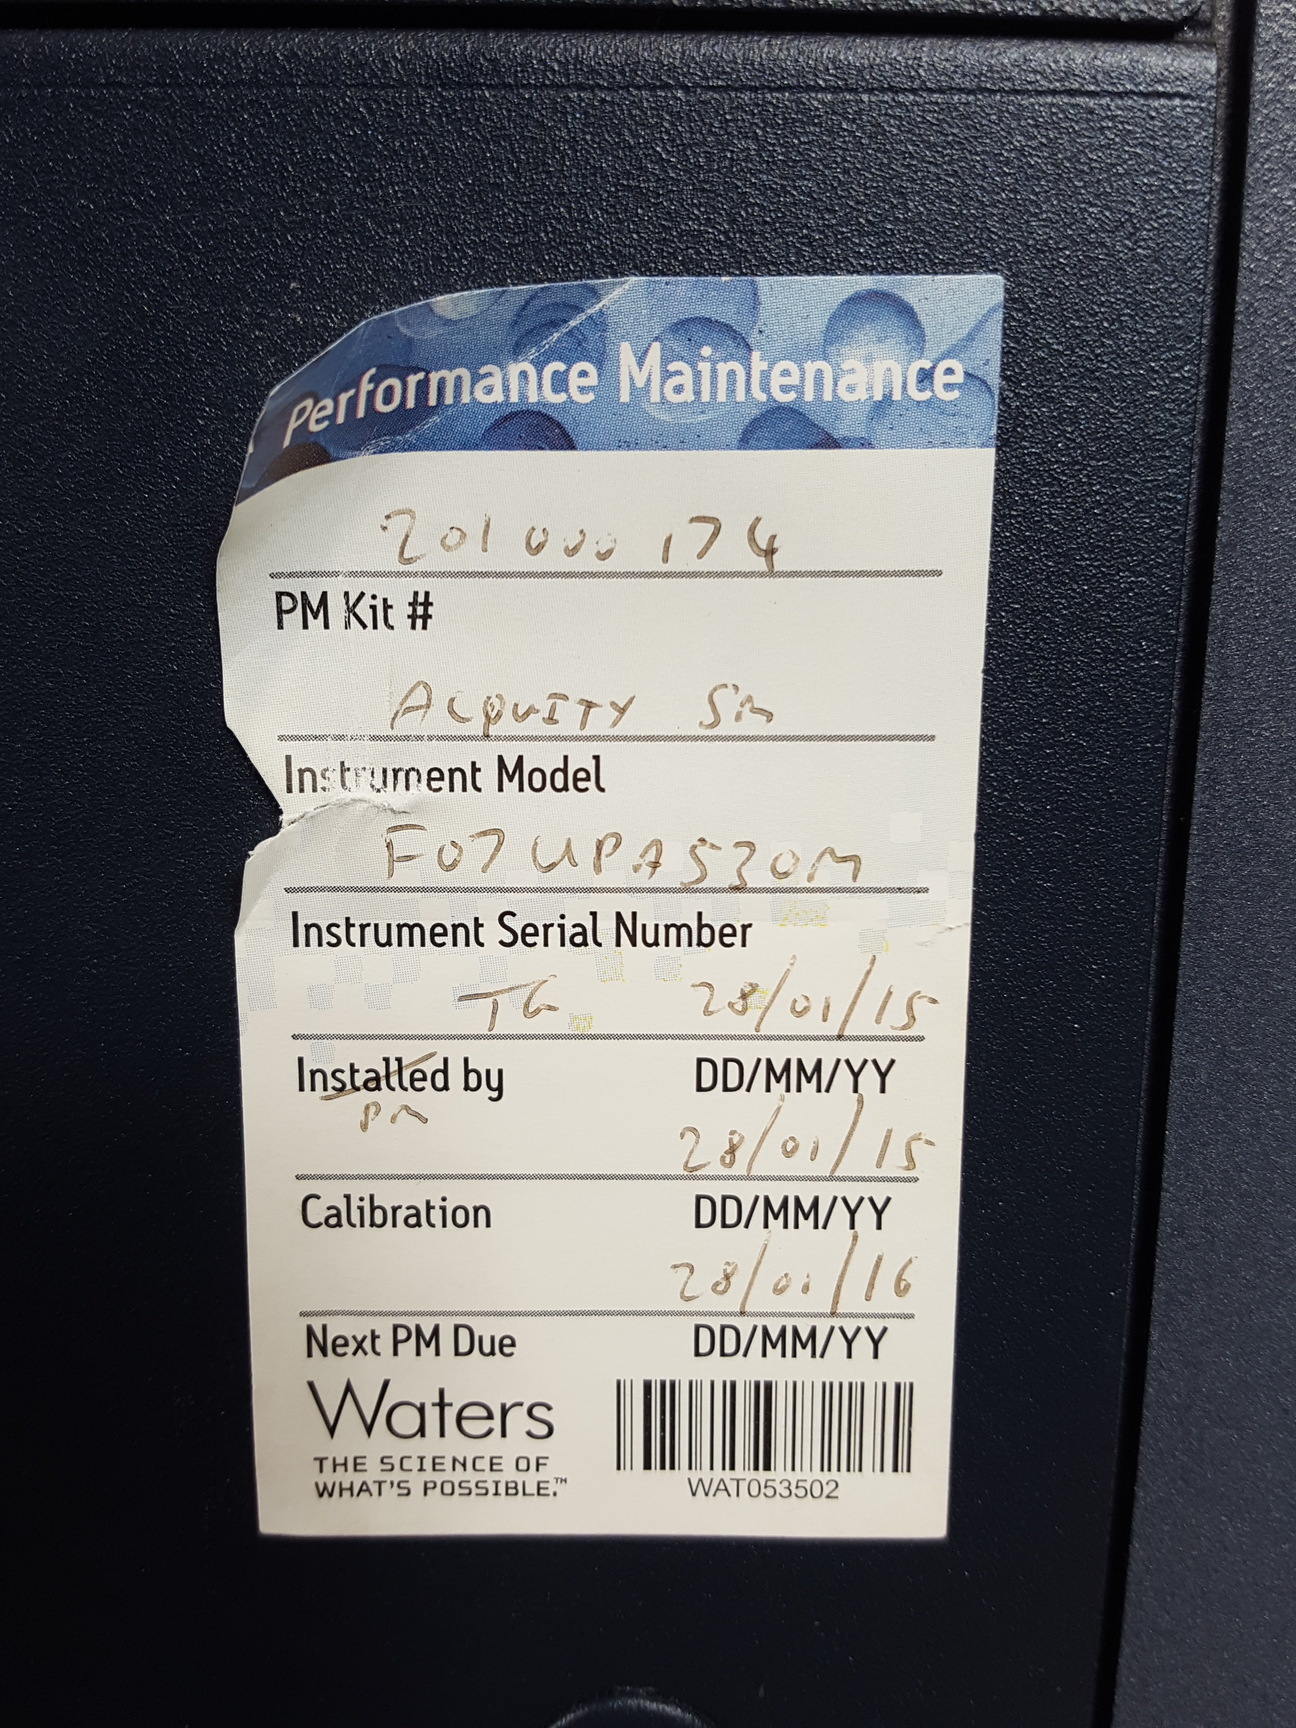 Performance Maintenance
201000174
PM Kit #
ACQUITY SM
Instrument Model
F07UPA530M
Instrument Serial Number
TG 28/01/15
Installed by DD/MM/YY
PM
28/01/15
Calibration DD/MM/YY
28/01/16
Next PM Due DD/MM/YY
Waters
THE SCIENCE OF
WHAT'S POSSIBLE.™
WAT053502